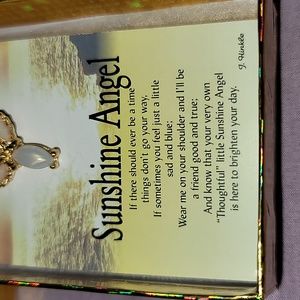 Sunshine Angel
If there should ever be a time
things don't go your way,
If sometimes you feel just a little
sad and blue;
Wear me on your shoulder and I'll be
a friend good and true;
And know that your very own
"Thoughtful" little Sunshine Angel
is here to brighten your day.
J. Hinkle